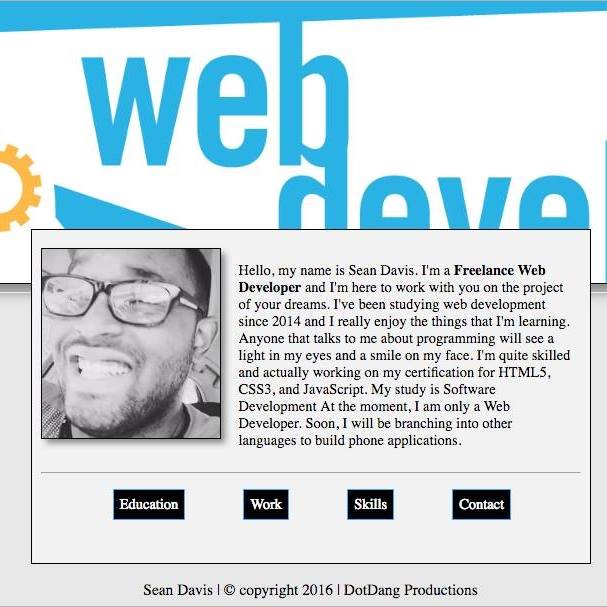 web
deve
Hello, my name is Sean Davis. I'm a Freelance Web
Developer and I'm here to work with you on the project
of your dreams. I've been studying web development
since 2014 and I really enjoy the things that I'm learning.
Anyone that talks to me about programming will see a
light in my eyes and a smile on my face. I'm quite skilled
and actually working on my certification for HTML5,
CSS3, and JavaScript. My study is Software
Development At the moment, I am only a Web
Developer. Soon, I will be branching into other
languages to build phone applications.
Education Work Skills Contact
Sean Davis | © copyright 2016 | DotDang Productions